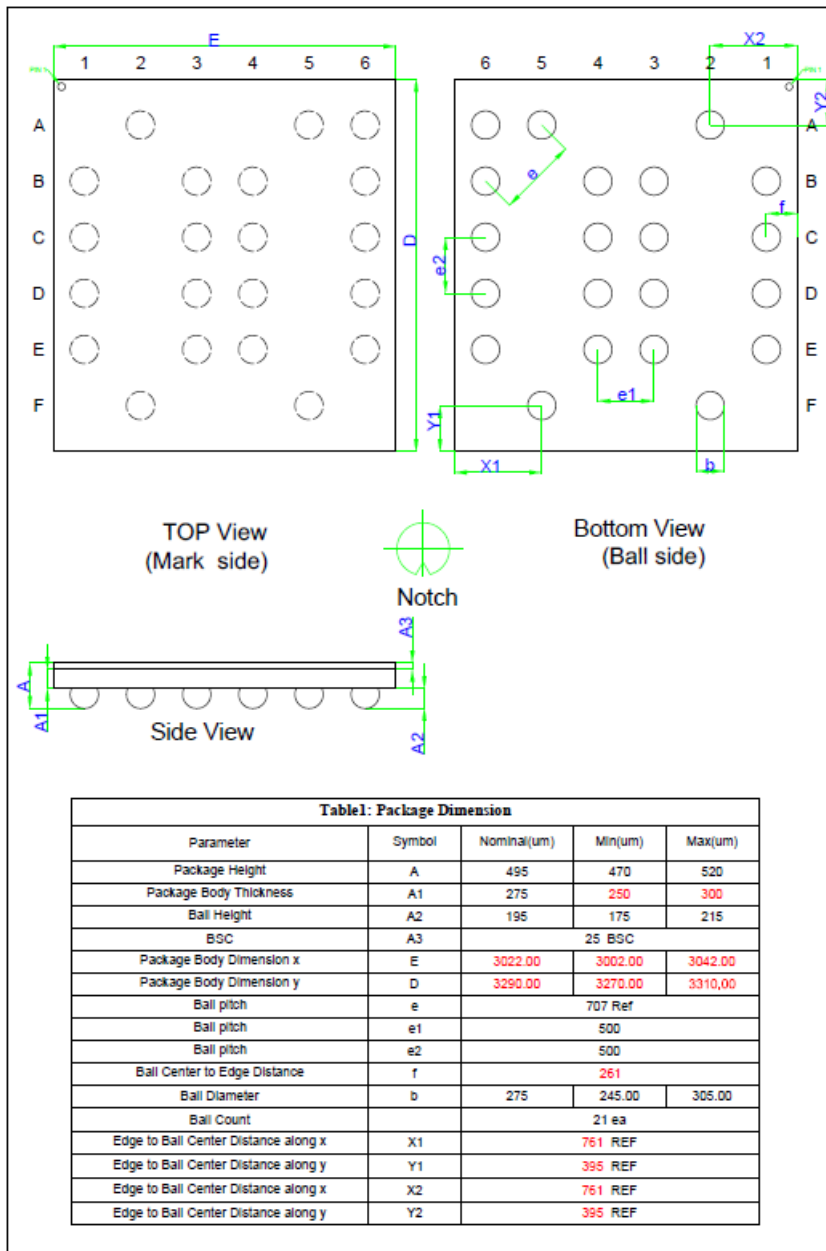 E
X2
1 2 3 4 5 6
6 5 4 3 2 1
PIN 1
PIN 1
Y2
A
A
e
B
B
f
C
D
C
e2
D
D
E
E
e1
F
Y1
F
X1
b
TOP View
(Mark side)
Bottom View
(Ball side)
Notch
A3
A
A1
A2
Side View
Table1: Package Dimension
Parameter Symbol Nominal(um) Min(um) Max(um)
Package Height A 495 470 520
Package Body Thickness A1 275 250 300
Ball Height A2 195 175 215
BSC A3 25 BSC
Package Body Dimension x E 3022.00 3002.00 3042.00
Package Body Dimension y D 3290.00 3270.00 3310,00
Ball pitch e 707 Ref
Ball pitch e1 500
Ball pitch e2 500
Ball Center to Edge Distance f 261
Ball Diameter b 275 245.00 305.00
Ball Count 21 ea
Edge to Ball Center Distance along x X1 761 REF
Edge to Ball Center Distance along y Y1 395 REF
Edge to Ball Center Distance along x X2 761 REF
Edge to Ball Center Distance along y Y2 395 REF